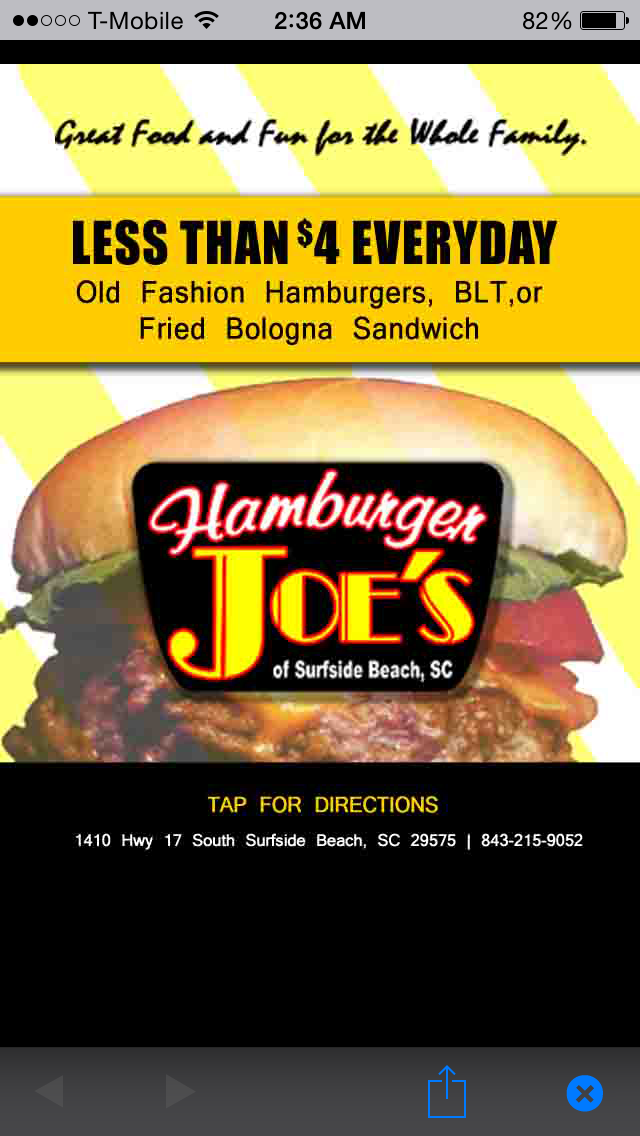 T-Mobile 2:36 AM 82%
Great Food and Fun for the Whole Family.
LESS THAN $4 EVERYDAY
Old Fashion Hamburgers, BLT,or
Fried Bologna Sandwich
Hamburger
JOE'S
of Surfside Beach, SC
TAP FOR DIRECTIONS
1410 Hwy 17 South Surfside Beach, SC 29575 | 843-215-9052